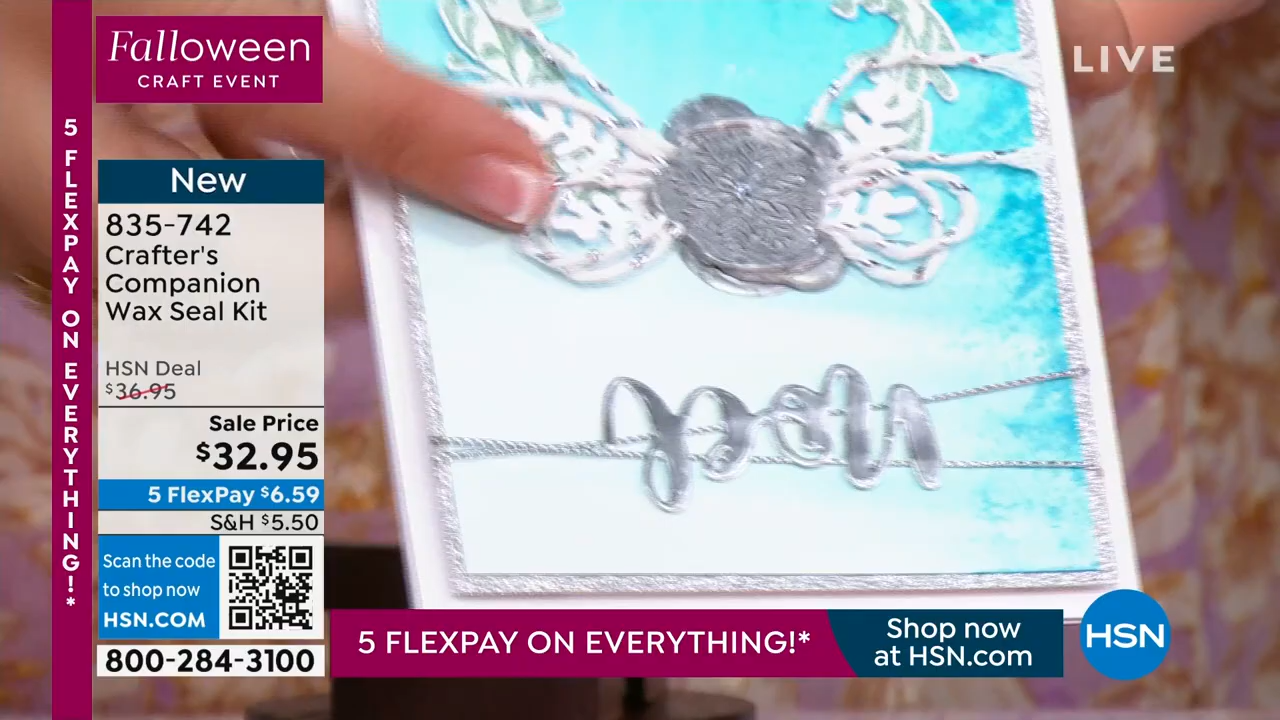 Falloween
CRAFT EVENT
LIVE
5 FLEXPAY ON EVERYTHING!*
New
835-742
Crafter's
Companion
Wax Seal Kit
HSN Deal
$36.95
Sale Price
$32.95
5 FlexPay $6.59
S&H $5.50
Scan the code
to shop now
HSN.COM
800-284-3100
5 FLEXPAY ON EVERYTHING!*
Shop now
at HSN.com
HSN